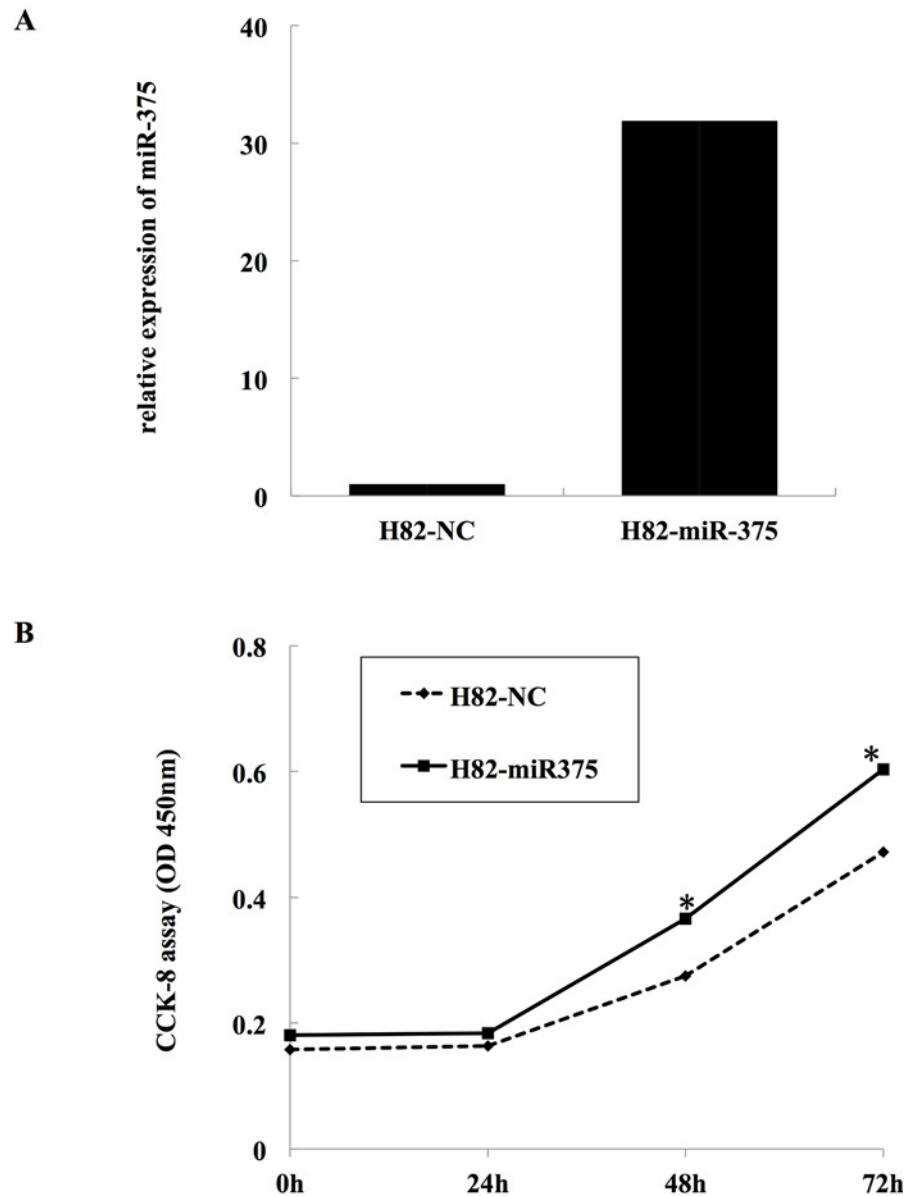 A
relative expression of miR-375
40
30
20
10
0
H82-NC
H82-miR-375
B
CCK-8 assay (OD 450nm)
0.8
0.6
0.4
0.2
0
H82-NC
H82-miR375
*
*
0h
24h
48h
72h